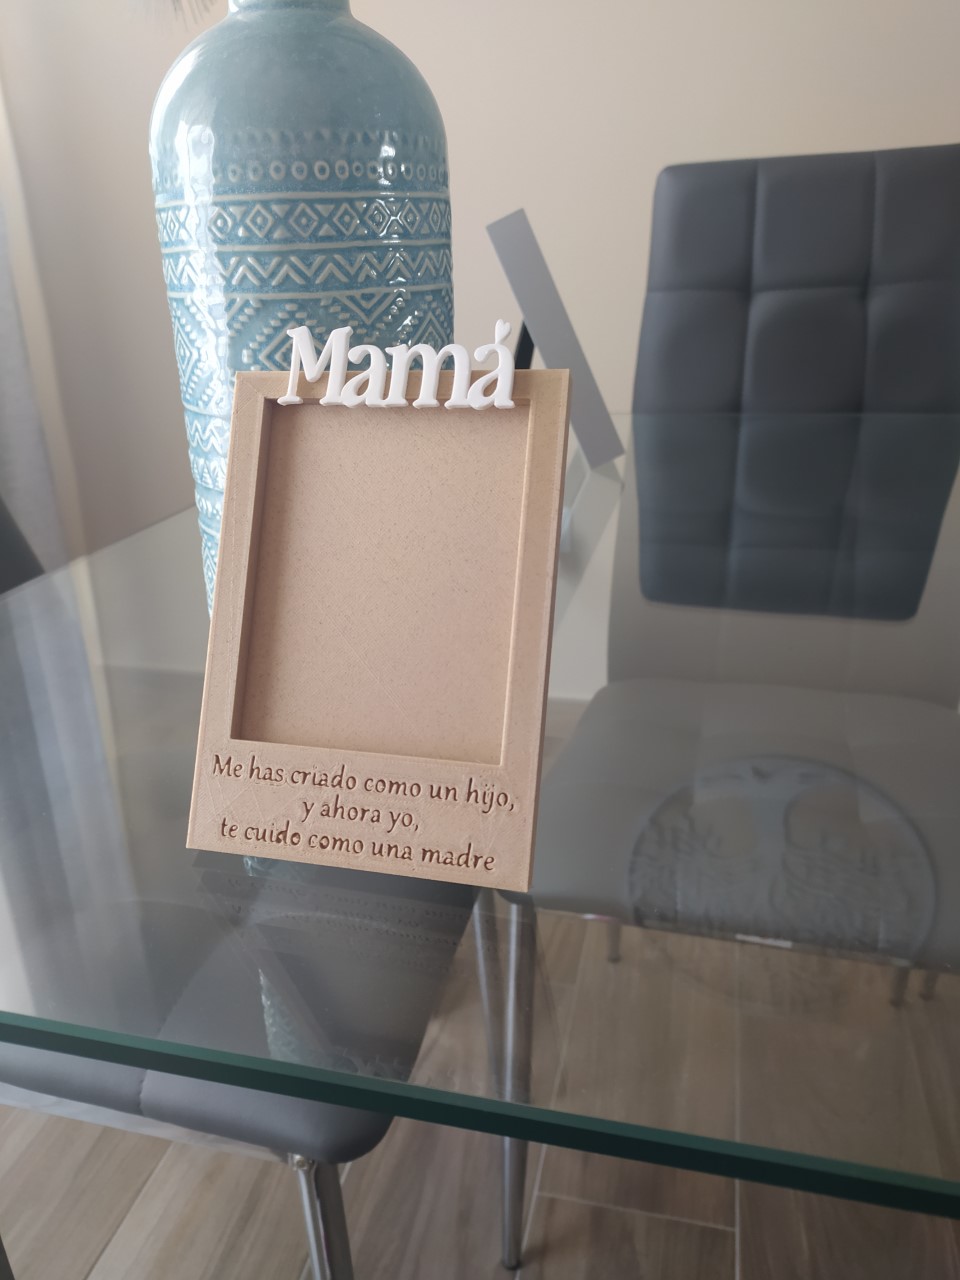 Mamá
Me has criado como un hijo,
y ahora yo,
te cuido como una madre